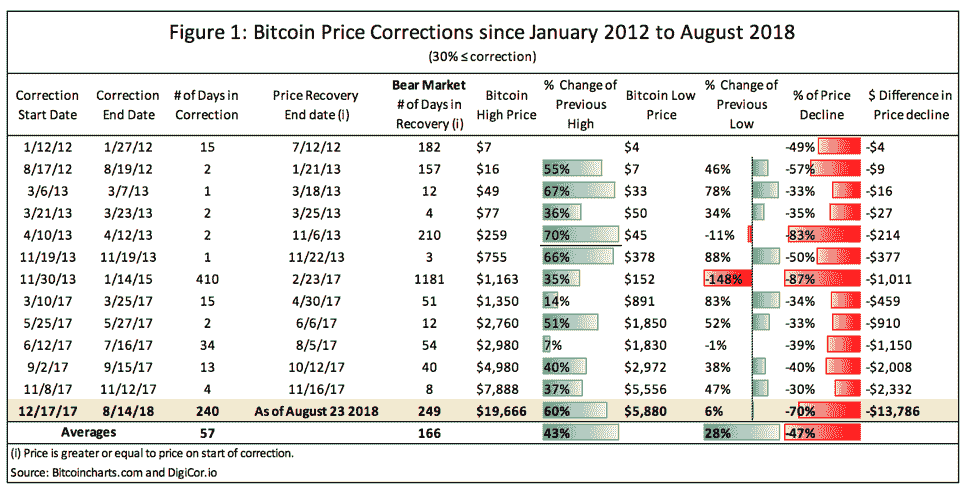 Figure 1: Bitcoin Price Corrections since January 2012 to August 2018
(30% ≤ correction)
Correction Start Date | Correction End Date | # of Days in Correction | Price Recovery End date (i) | Bear Market # of Days in Recovery (i) | Bitcoin High Price | % Change of Previous High | Bitcoin Low Price | % Change of Previous Low | % of Price Decline | $ Difference in Price decline
1/12/12 1/27/12 15 7/12/12 182 $7 $4 -49% -$4
8/17/12 8/19/12 2 1/21/13 157 $16 55% $7 46% -57% -$9
3/6/13 3/7/13 1 3/18/13 12 $49 67% $33 78% -33% -$16
3/21/13 3/23/13 2 3/25/13 4 $77 36% $50 34% -35% -$27
4/10/13 4/12/13 2 11/6/13 210 $259 70% $45 -11% -83% -$214
11/19/13 11/19/13 1 11/22/13 3 $755 66% $378 88% -50% -$377
11/30/13 1/14/15 410 2/23/17 1181 $1,163 35% $152 -148% -87% -$1,011
3/10/17 3/25/17 15 4/30/17 51 $1,350 14% $891 83% -34% -$459
5/25/17 5/27/17 2 6/6/17 12 $2,760 51% $1,850 52% -33% -$910
6/12/17 7/16/17 34 8/5/17 54 $2,980 7% $1,830 -1% -39% -$1,150
9/2/17 9/15/17 13 10/12/17 40 $4,980 40% $2,972 38% -40% -$2,008
11/8/17 11/12/17 4 11/16/17 8 $7,888 37% $5,556 47% -30% -$2,332
12/17/17 8/14/18 240 As of August 23 2018 249 $19,666 60% $5,880 6% -70% -$13,786
Averages 57 166 43% 28% -47%
(i) Price is greater or equal to price on start of correction.
Source: Bitcoincharts.com and DigiCor.io